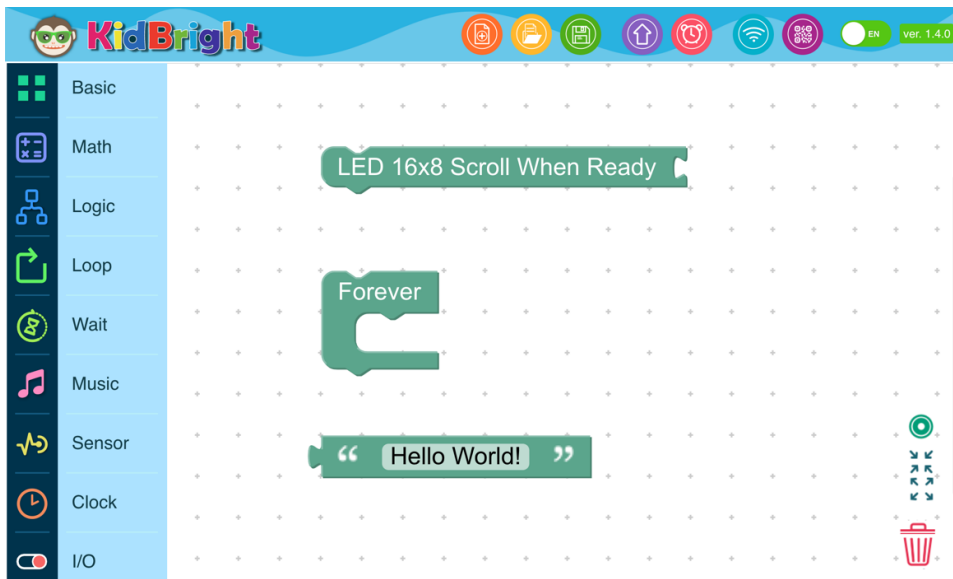 KidBright
EN
ver. 1.4.0
Basic
Math
Logic
Loop
Wait
Music
Sensor
Clock
I/O
LED 16x8 Scroll When Ready
Forever
“ Hello World! ”